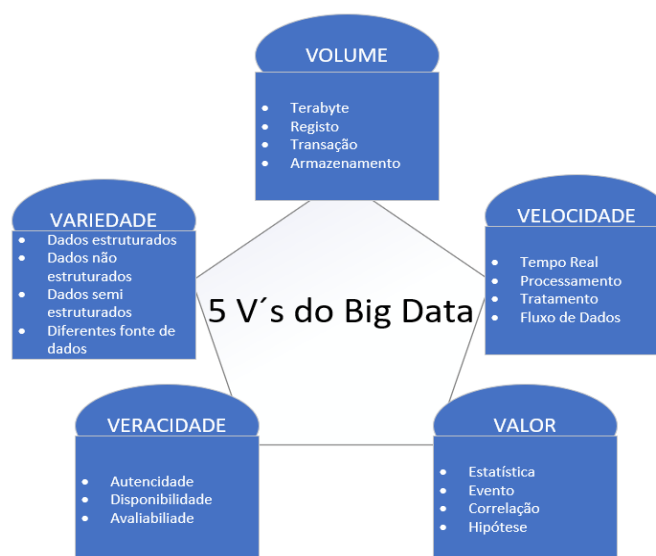 VOLUME
• Terabyte
• Registo
• Transação
• Armazenamento
VARIEDADE
• Dados estruturados
• Dados não
estruturados
• Dados semi
estruturados
• Diferentes fonte de
dados
VELOCIDADE
• Tempo Real
• Processamento
• Tratamento
• Fluxo de Dados
5 V´s do Big Data
VERACIDADE
• Autencidade
• Disponibilidade
• Avaliabiliade
VALOR
• Estatística
• Evento
• Correlação
• Hipótese